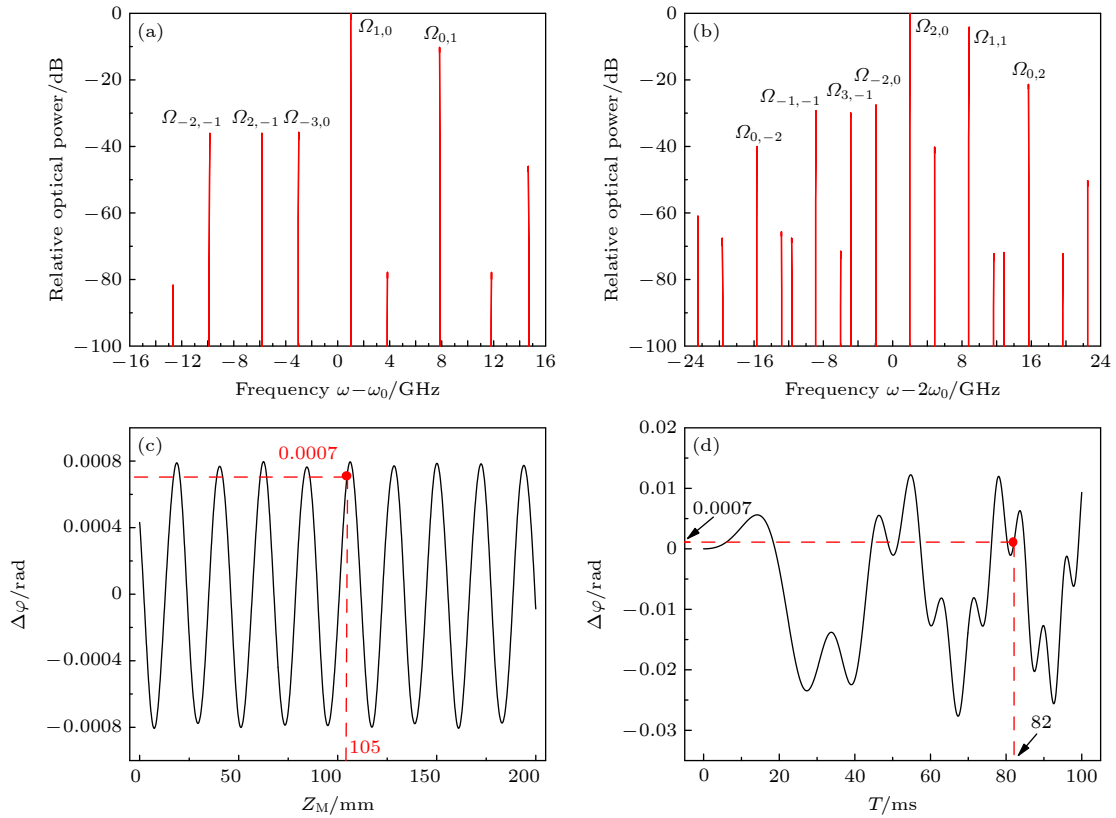 (a)
Ω₁,₀
Ω₀,₁
Ω₋₂,₋₁
Ω₂,₋₁
Ω₋₃,₀
0
−20
−40
−60
−80
−100
Relative optical power/dB
−16 −12 −8 −4 0 4 8 12 16
Frequency ω−ω₀/GHz
(b)
Ω₂,₀
Ω₁,₁
Ω₋₂,₀
Ω₀,₂
Ω₋₁,₋₁
Ω₃,₋₁
Ω₀,₋₂
0
−20
−40
−60
−80
−100
Relative optical power/dB
−24 −16 −8 0 8 16 24
Frequency ω−2ω₀/GHz
(c)
0.0007
105
0.0008
0.0004
0
−0.0004
−0.0008
Δφ/rad
0 50 100 150 200
Z_M/mm
(d)
0.0007
82
0.02
0.01
0
−0.01
−0.02
−0.03
Δφ/rad
0 20 40 60 80 100
T/ms